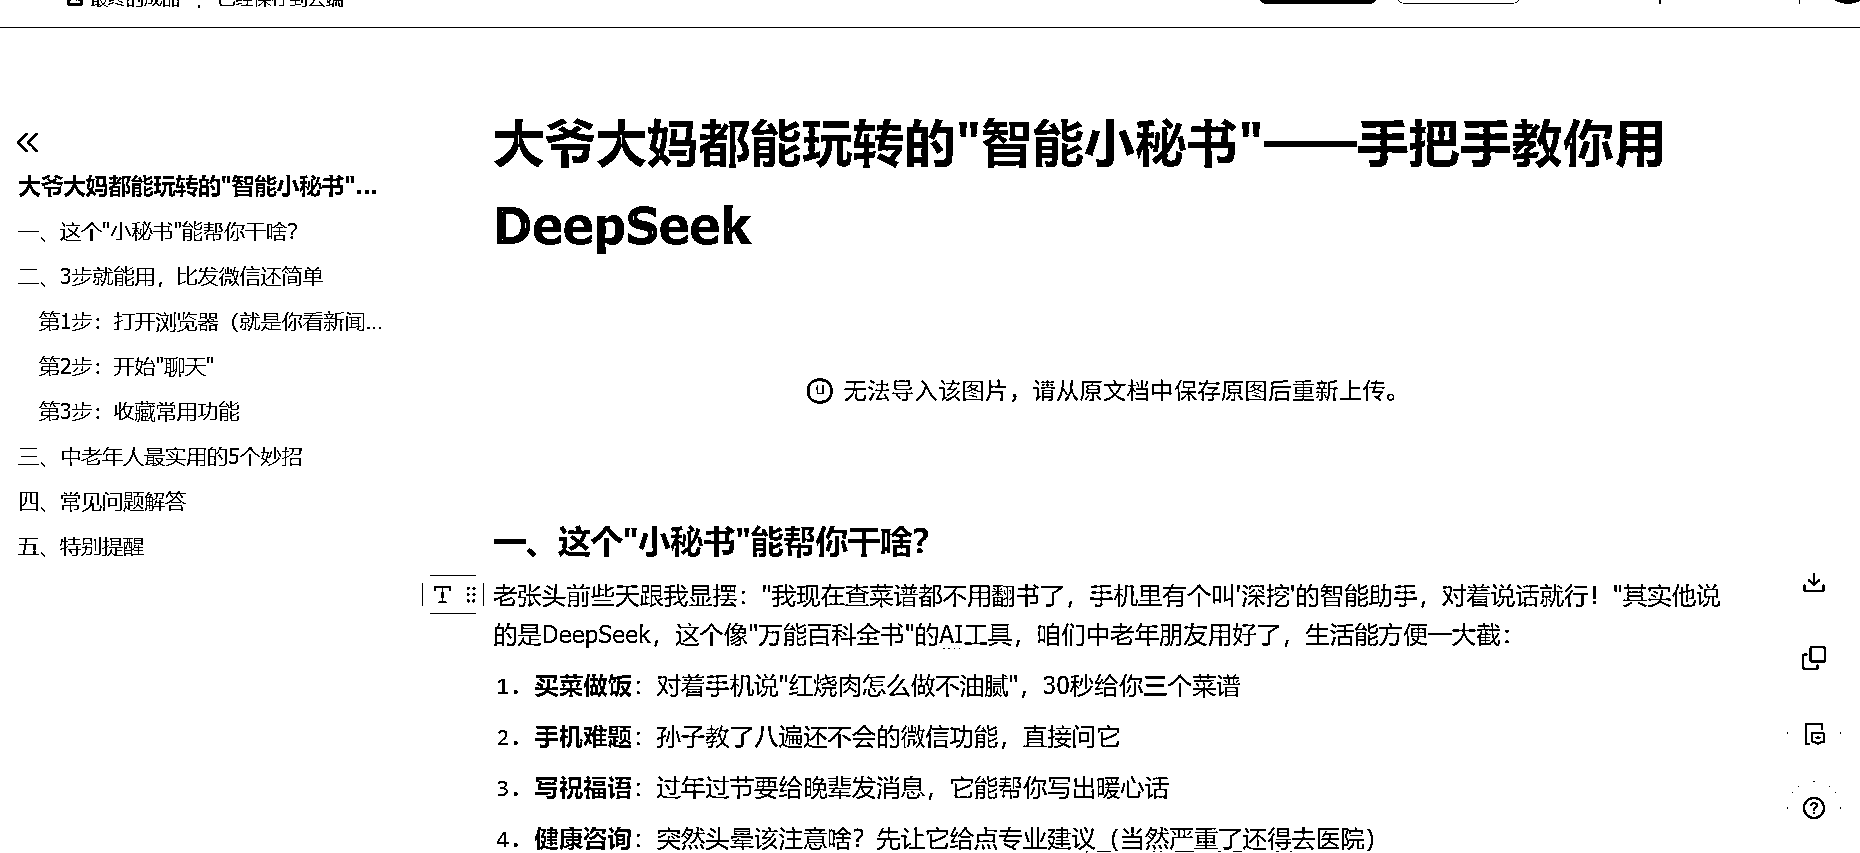 大爷大妈都能玩转的"智能小秘书"——手把手教你用
DeepSeek
大爷大妈都能玩转的"智能小秘书"...
一、这个"小秘书"能帮你干啥？
二、3步就能用，比发微信还简单
第1步：打开浏览器（就是你看新闻...
第2步：开始"聊天"
第3步：收藏常用功能
三、中老年人最实用的5个妙招
四、常见问题解答
五、特别提醒
无法导入该图片，请从原文档中保存原图后重新上传。
一、这个"小秘书"能帮你干啥？
老张头前些天跟我显摆："我现在查菜谱都不用翻书了，手机里有个叫'深挖'的智能助手，对着说话就行！"其实他说
的是DeepSeek，这个像"万能百科全书"的AI工具，咱们中老年朋友用好了，生活能方便一大截：
1. 买菜做饭：对着手机说"红烧肉怎么做不油腻"，30秒给你三个菜谱
2. 手机难题：孙子教了八遍还不会的微信功能，直接问它
3. 写祝福语：过年过节要给晚辈发消息，它能帮你写出暖心话
4. 健康咨询：突然头晕该注意啥？先让它给点专业建议（当然严重了还得去医院）